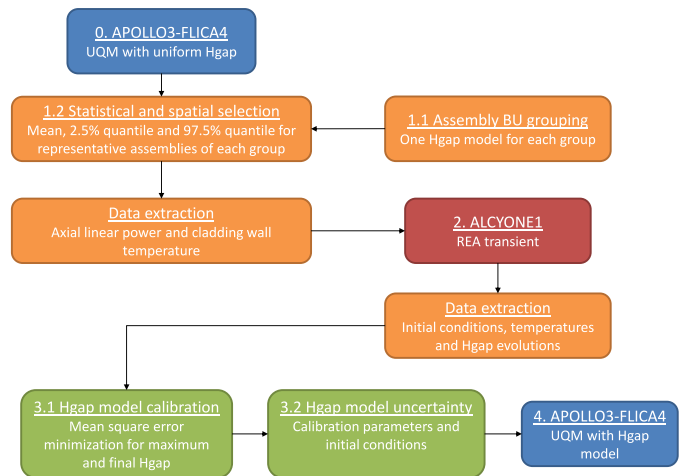 0. APOLLO3-FLICA4
UQM with uniform Hgap
1.2 Statistical and spatial selection
Mean, 2.5% quantile and 97.5% quantile for
representative assemblies of each group
1.1 Assembly BU grouping
One Hgap model for each group
Data extraction
Axial linear power and cladding wall
temperature
2. ALCYONE1
REA transient
Data extraction
Initial conditions, temperatures
and Hgap evolutions
3.1 Hgap model calibration
Mean square error
minimization for maximum
and final Hgap
3.2 Hgap model uncertainty
Calibration parameters and
initial conditions
4. APOLLO3-FLICA4
UQM with Hgap
model